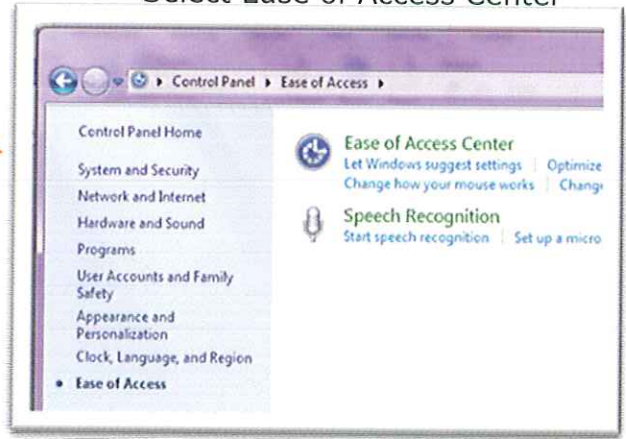 Select Ease of Access Center
Control Panel ▸ Ease of Access ▸
Control Panel Home
System and Security
Network and Internet
Hardware and Sound
Programs
User Accounts and Family
Safety
Appearance and
Personalization
Clock, Language, and Region
• Ease of Access
Ease of Access Center
Let Windows suggest settings | Optimize
Change how your mouse works | Change
Speech Recognition
Start speech recognition | Set up a micro